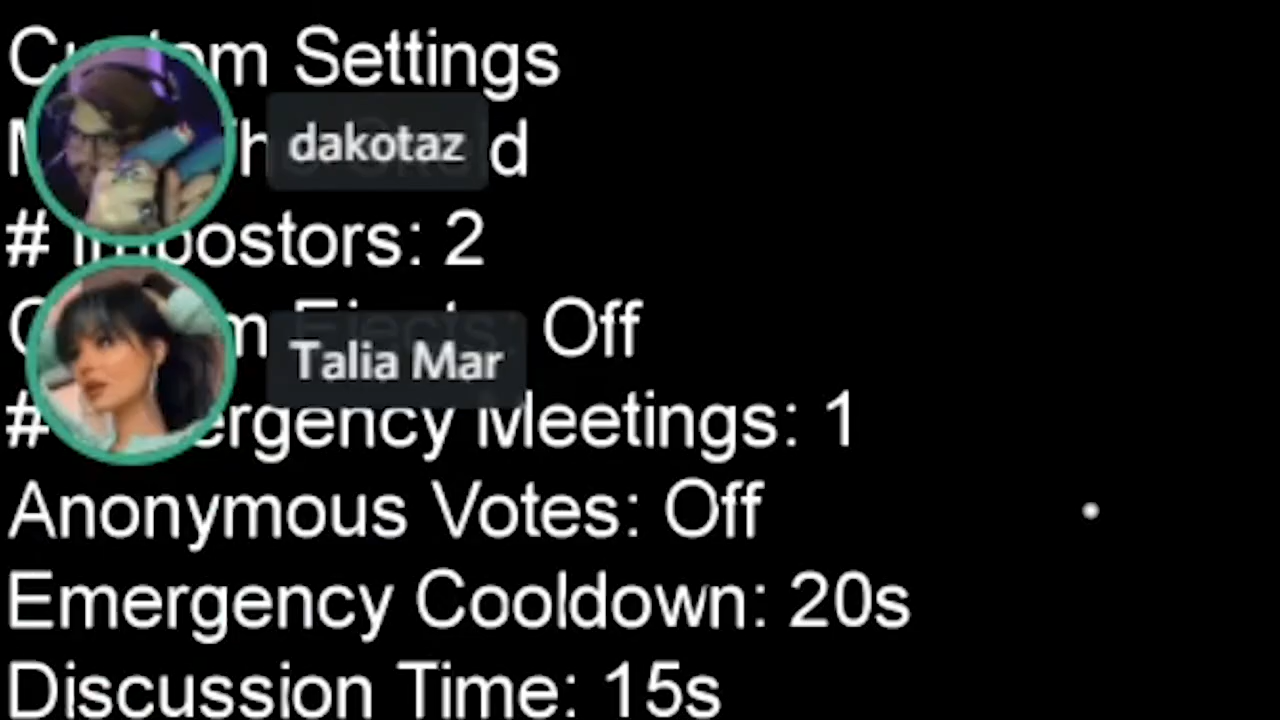 Custom Settings
dakotaz
# Impostors: 2
Off
Talia Mar
# Emergency Meetings: 1
Anonymous Votes: Off
Emergency Cooldown: 20s
Discussion Time: 15s